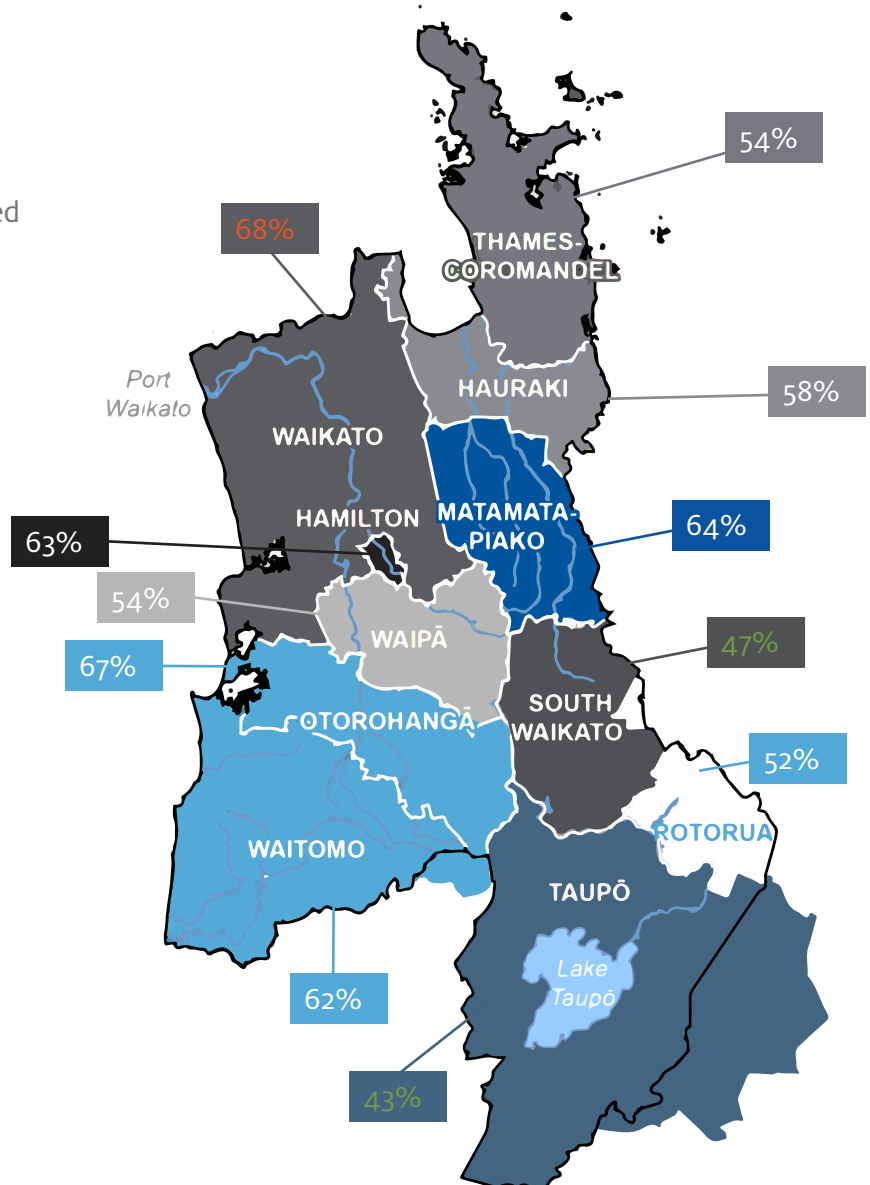 54%
ed
68%
THAMES-
COROMANDEL
Port
Waikato
HAURAKI
58%
WAIKATO
HAMILTON
MATAMATA-
PIAKO
64%
63%
54%
WAIPĀ
47%
67%
SOUTH
WAIKATO
OTOROHANGĀ
52%
ROTORUA
WAITOMO
TAUPŌ
Lake
Taupō
62%
43%